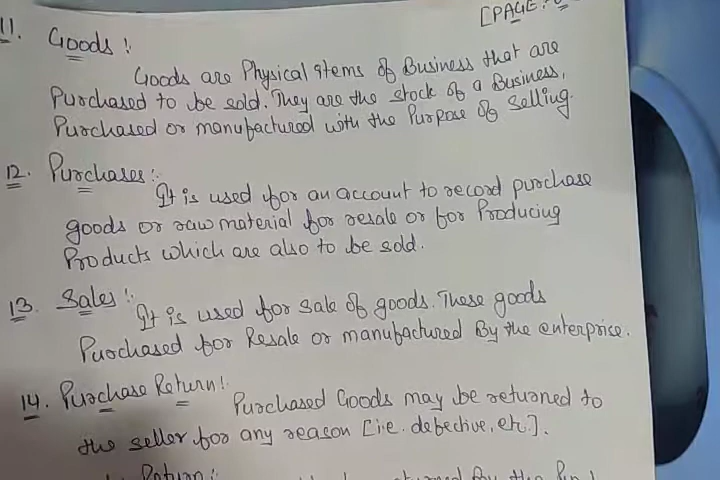 [PAGE:
11. Goods:
Goods are Physical items of Business that are
Purchased to be sold. They are the stock of a Business,
Purchased or manufactured with the Purpose of selling.
12. Purchases:
It is used for an account to record purchase
goods or raw material for resale or for Producing
Products which are also to be sold.
13. Sales:
It is used for sale of goods. These goods
Purchased for Resale or manufactured By the enterprise.
14. Purchase Return:
Purchased Goods may be returned to
the seller for any reason [i.e. defective, etc.].
Return: